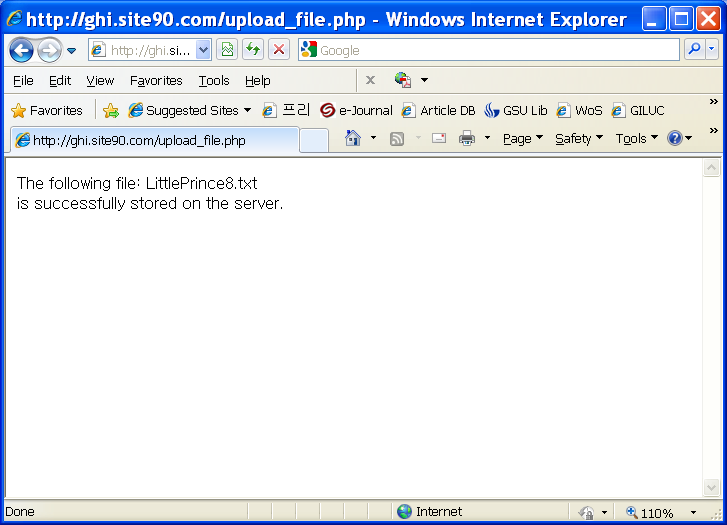 http://ghi.site90.com/upload_file.php - Windows Internet Explorer
http://ghi.si... Google
File Edit View Favorites Tools Help
Favorites Suggested Sites 프리 e-Journal Article DB GSU Lib WoS GILUC
http://ghi.site90.com/upload_file.php Page Safety Tools
The following file: LittlePrince8.txt
is successfully stored on the server.
Done Internet 110%